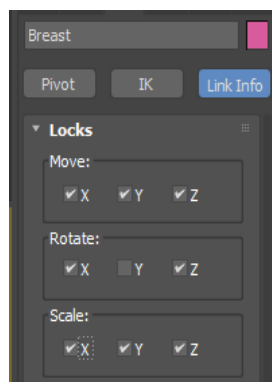 Breast
Pivot IK Link Info
Locks
Move:
X Y Z
Rotate:
X Y Z
Scale:
X Y Z